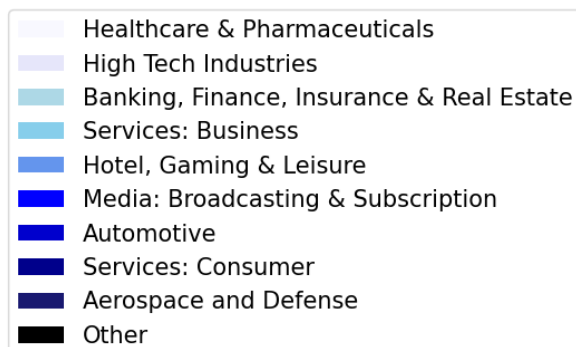 Healthcare & Pharmaceuticals
High Tech Industries
Banking, Finance, Insurance & Real Estate
Services: Business
Hotel, Gaming & Leisure
Media: Broadcasting & Subscription
Automotive
Services: Consumer
Aerospace and Defense
Other